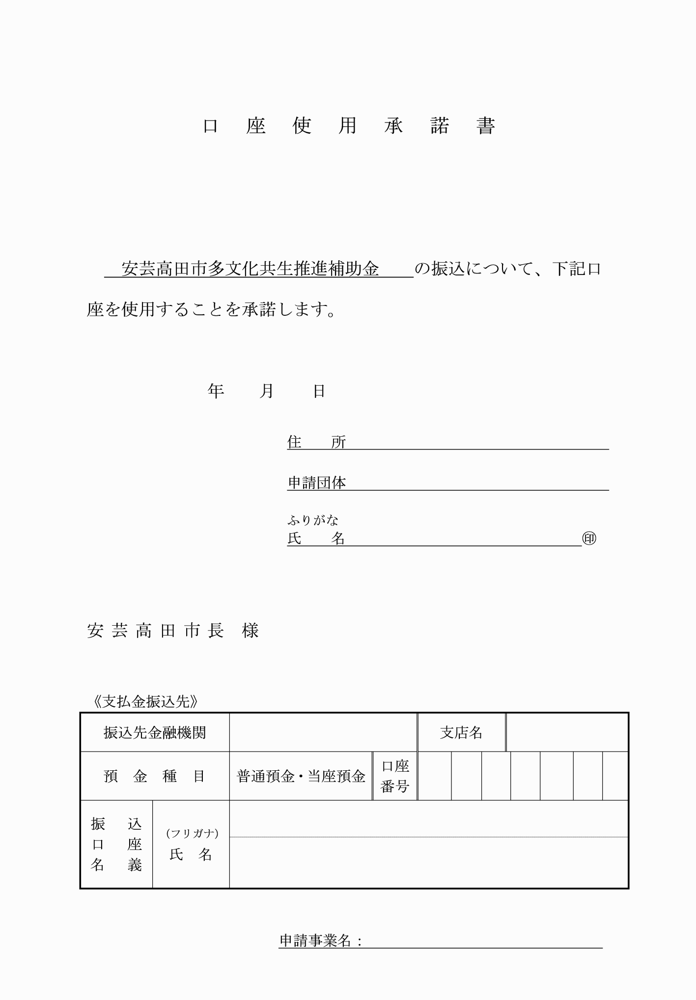 口　座　使　用　承　諾　書
安芸高田市多文化共生推進補助金　　の振込について、下記口
座を使用することを承諾します。
年　　月　　日
住　　所
申請団体
ふりがな
氏　　名　㊞
安芸高田市長　様
《支払金振込先》
振込先金融機関　支店名
預　金　種　目　普通預金・当座預金　口座
番号
振　込
口　座
名　義
（フリガナ）
氏　名
申請事業名：